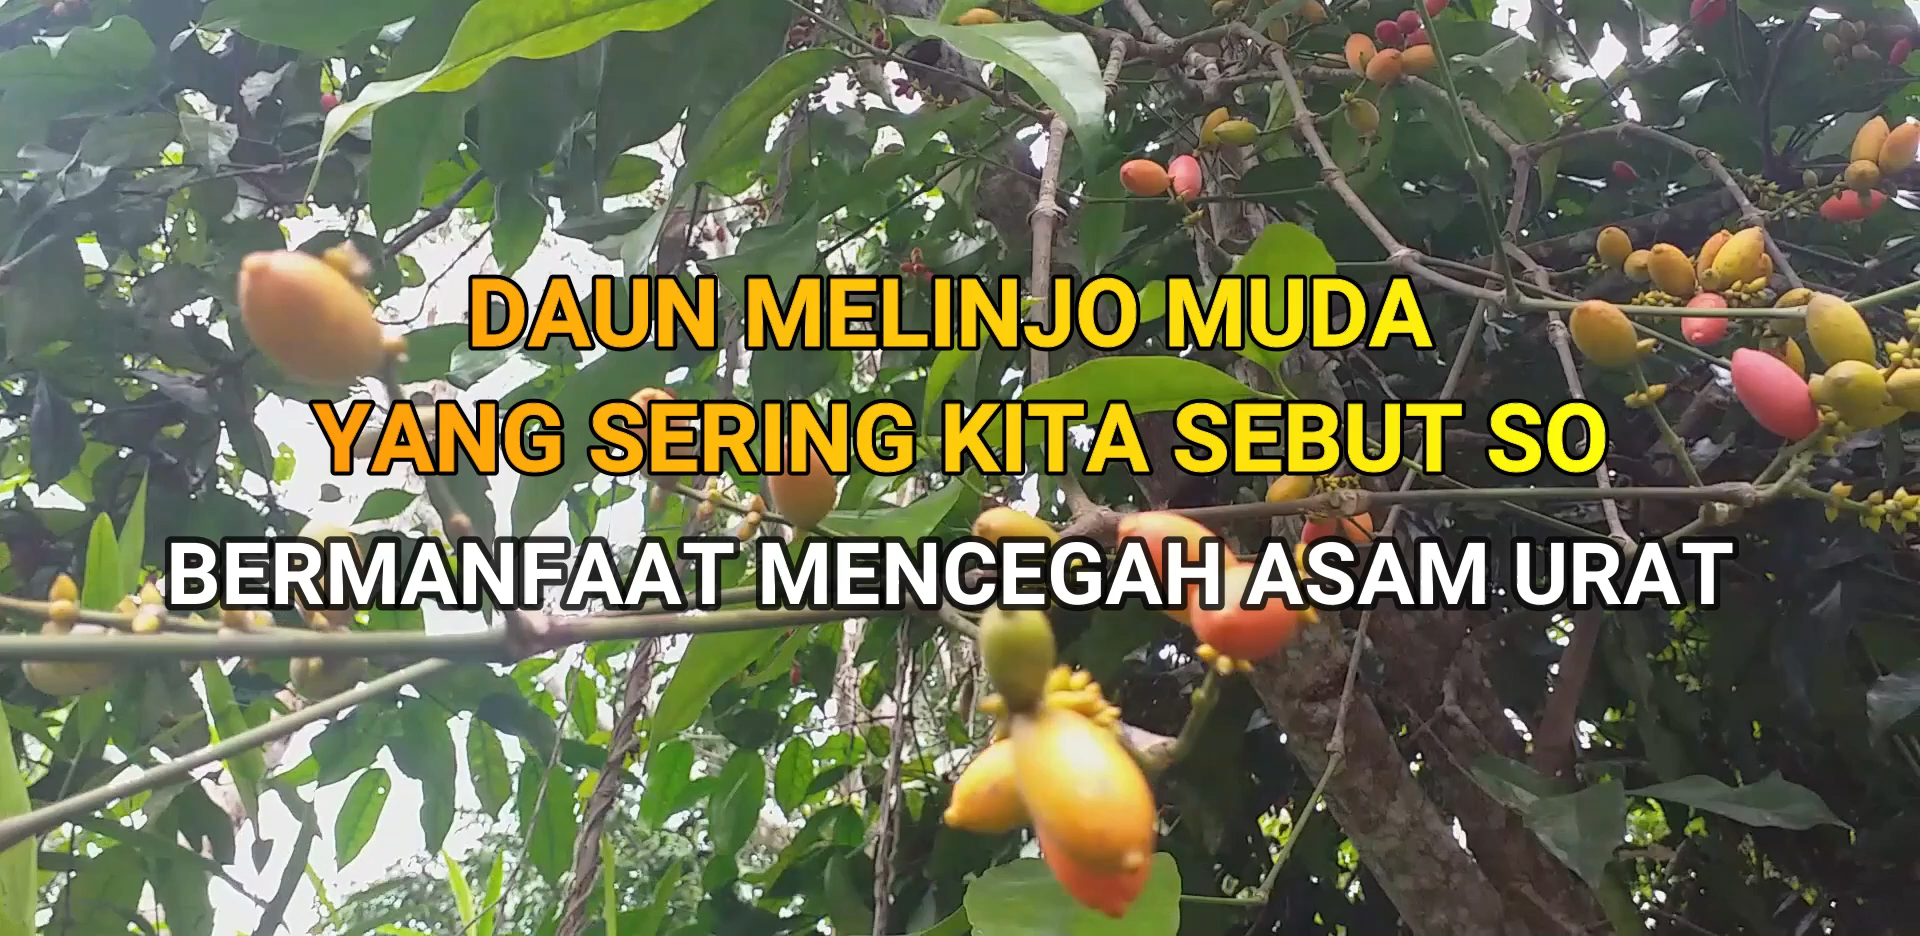 DAUN MELINJO MUDA
YANG SERING KITA SEBUT SO
BERMANFAAT MENCEGAH ASAM URAT